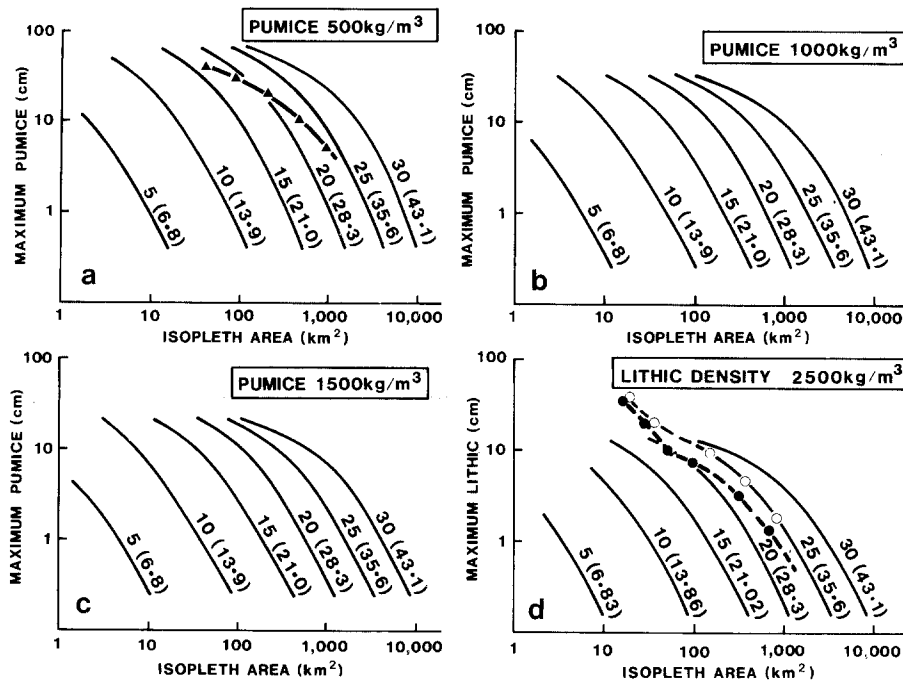 PUMICE 500kg/m³
100
10
1
MAXIMUM PUMICE (cm)
5 (6·8)
10 (13·9)
15 (21·0)
20 (28·3)
25 (35·6)
30 (43·1)
a
1 10 100 1,000 10,000
ISOPLETH AREA (km²)
PUMICE 1000kg/m³
100
10
1
MAXIMUM PUMICE (cm)
5 (6·8)
10 (13·9)
15 (21·0)
20 (28·3)
25 (35·6)
30 (43·1)
b
1 10 100 1,000 10,000
ISOPLETH AREA (km²)
PUMICE 1500kg/m³
100
10
1
MAXIMUM PUMICE (cm)
5 (6·8)
10 (13·9)
15 (21·0)
20 (28·3)
25 (35·6)
30 (43·1)
c
1 10 100 1,000 10,000
ISOPLETH AREA (km²)
LITHIC DENSITY 2500kg/m³
100
10
1
MAXIMUM LITHIC (cm)
5 (6·83)
10 (13·86)
15 (21·02)
20 (28·3)
25 (35·6)
30 (43·1)
d
1 10 100 1,000 10,000
ISOPLETH AREA (km²)